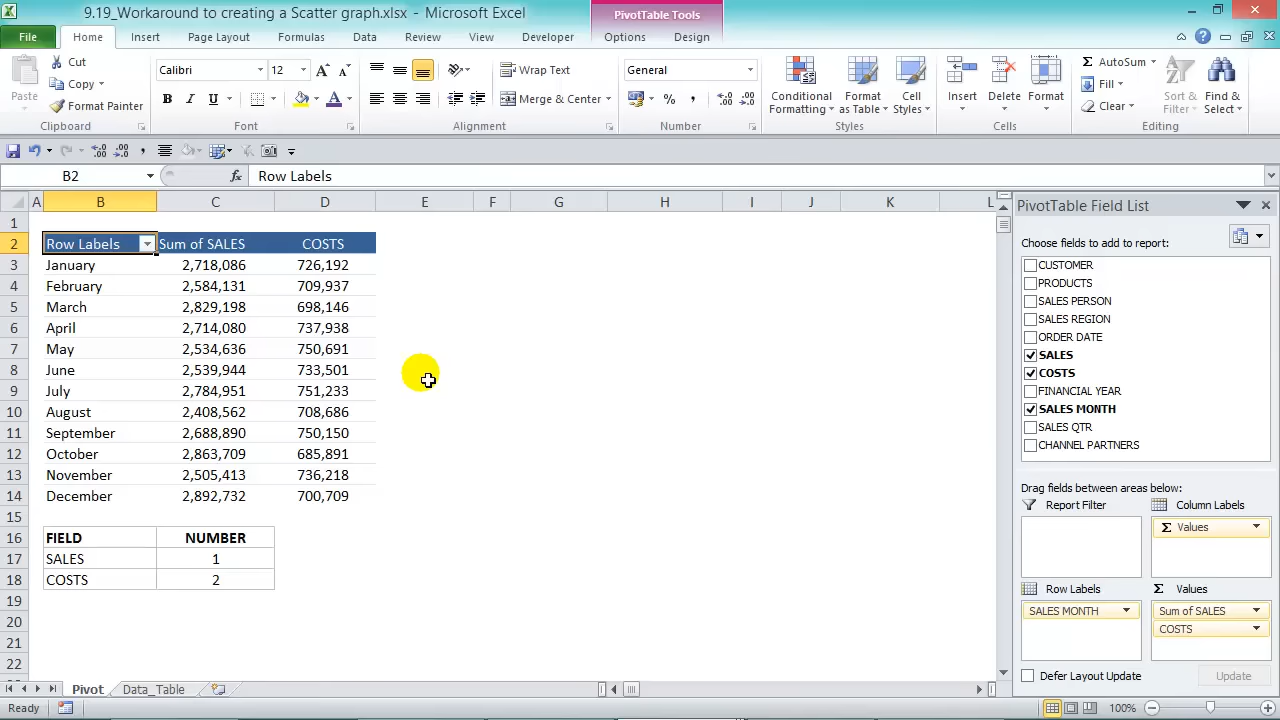 9.19_Workaround to creating a Scatter graph.xlsx - Microsoft Excel
PivotTable Tools
File Home Insert Page Layout Formulas Data Review View Developer Options Design
Paste
Cut
Copy
Format Painter
Clipboard
Calibri 12
B I U A
Font
Wrap Text
Merge & Center
Alignment
General
Number
Conditional Formatting
Format as Table
Cell Styles
Styles
Insert Delete Format
Cells
AutoSum
Fill
Clear
Sort & Filter
Find & Select
Editing
B2 fx Row Labels
A B C D E F G H I J K L
1
2 Row Labels Sum of SALES COSTS
3 January 2,718,086 726,192
4 February 2,584,131 709,937
5 March 2,829,198 698,146
6 April 2,714,080 737,938
7 May 2,534,636 750,691
8 June 2,539,944 733,501
9 July 2,784,951 751,233
10 August 2,408,562 708,686
11 September 2,688,890 750,150
12 October 2,863,709 685,891
13 November 2,505,413 736,218
14 December 2,892,732 700,709
15
16 FIELD NUMBER
17 SALES 1
18 COSTS 2
19
20
21
22
PivotTable Field List
Choose fields to add to report:
CUSTOMER
PRODUCTS
SALES PERSON
SALES REGION
ORDER DATE
SALES
COSTS
FINANCIAL YEAR
SALES MONTH
SALES QTR
CHANNEL PARTNERS
Drag fields between areas below:
Report Filter Column Labels
Σ Values
Row Labels Σ Values
SALES MONTH Sum of SALES
COSTS
Defer Layout Update Update
Pivot Data_Table
Ready 100%